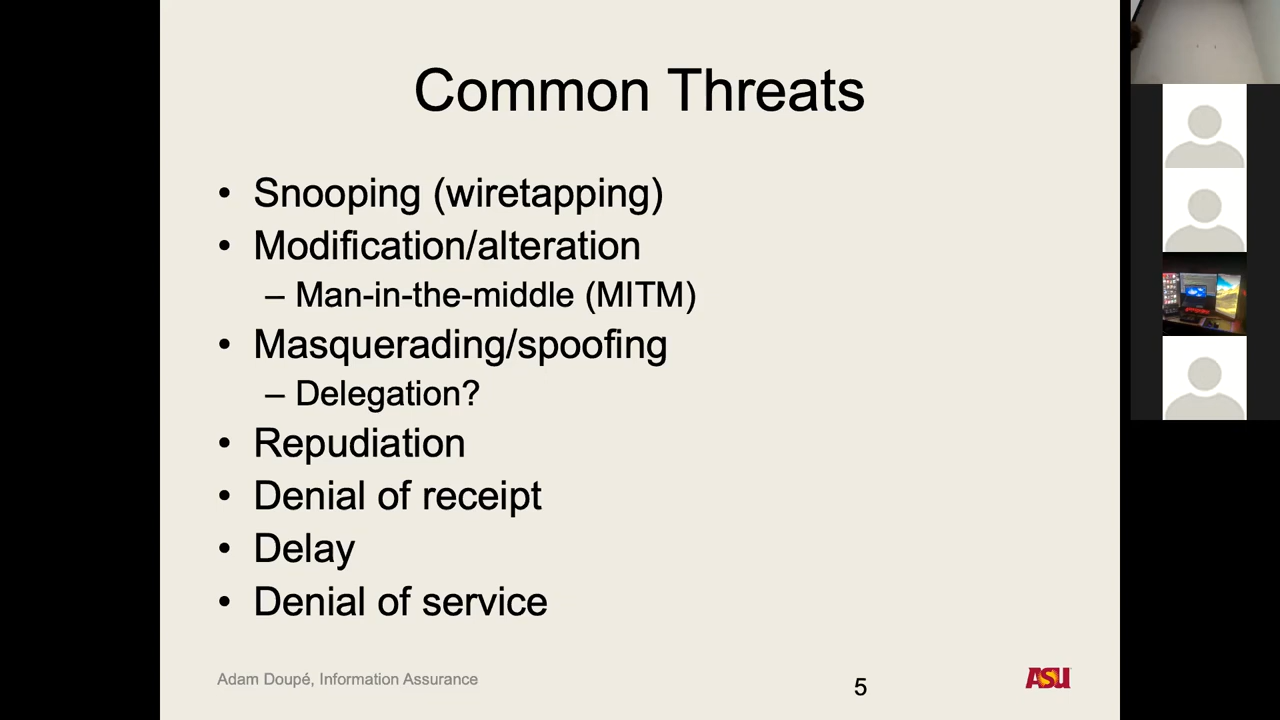 Common Threats
• Snooping (wiretapping)
• Modification/alteration
– Man-in-the-middle (MITM)
• Masquerading/spoofing
– Delegation?
• Repudiation
• Denial of receipt
• Delay
• Denial of service
Adam Doupé, Information Assurance
5
ASU